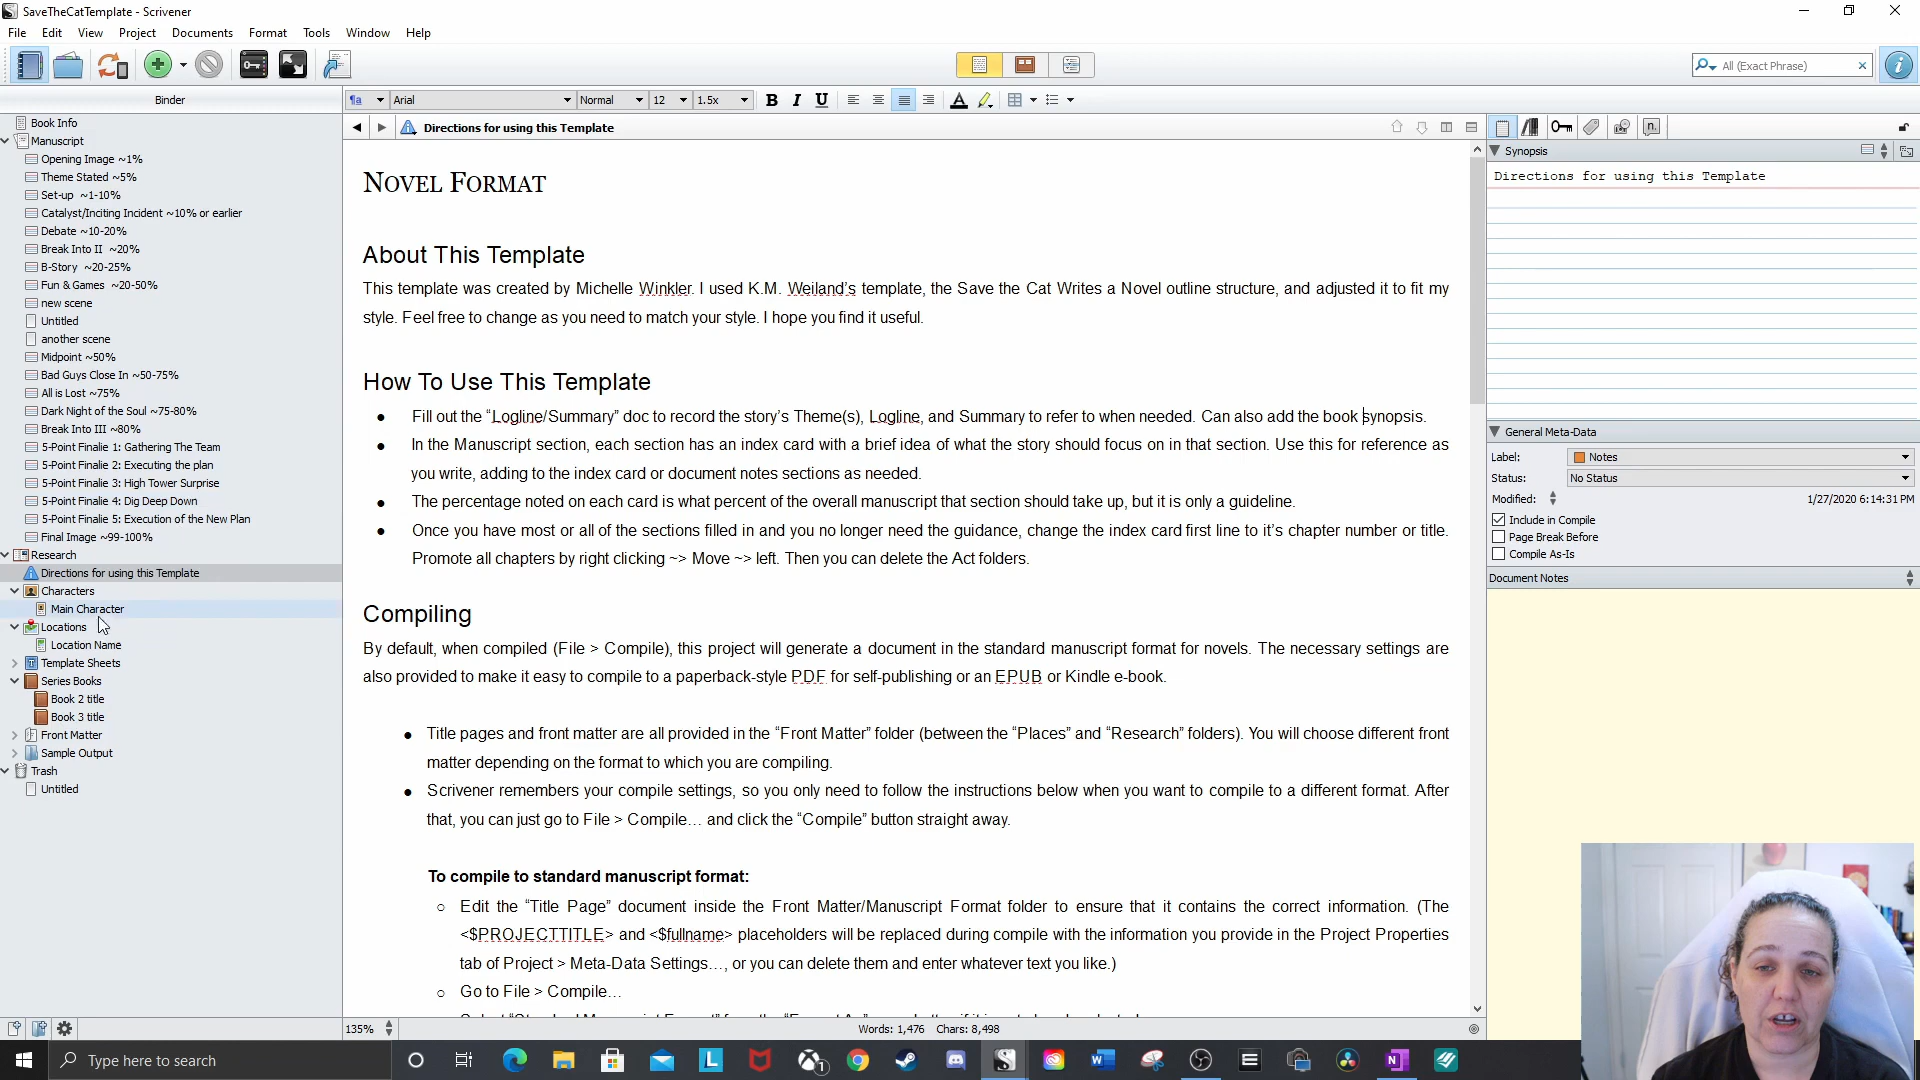 SaveTheCatTemplate - Scrivener
File Edit View Project Documents Format Tools Window Help
All (Exact Phrase)
Binder
Arial Normal 12 1.5x B I U
Book Info
Manuscript
Opening Image ~1%
Theme Stated ~5%
Set-up ~1-10%
Catalyst/Inciting Incident ~10% or earlier
Debate ~10-20%
Break Into II ~20%
B-Story ~20-25%
Fun & Games ~20-50%
new scene
Untitled
another scene
Midpoint ~50%
Bad Guys Close In ~50-75%
All is Lost ~75%
Dark Night of the Soul ~75-80%
Break Into III ~80%
5-Point Finalie 1: Gathering The Team
5-Point Finalie 2: Executing the plan
5-Point Finalie 3: High Tower Surprise
5-Point Finalie 4: Dig Deep Down
5-Point Finalie 5: Execution of the New Plan
Final Image ~99-100%
Research
Directions for using this Template
Characters
Main Character
Locations
Location Name
Template Sheets
Series Books
Book 2 title
Book 3 title
Front Matter
Sample Output
Trash
Untitled
Directions for using this Template
NOVEL FORMAT
About This Template
This template was created by Michelle Winkler. I used K.M. Weiland's template, the Save the Cat Writes a Novel outline structure, and adjusted it to fit my
style. Feel free to change as you need to match your style. I hope you find it useful.
How To Use This Template
● Fill out the “Logline/Summary” doc to record the story's Theme(s), Logline, and Summary to refer to when needed. Can also add the book synopsis.
● In the Manuscript section, each section has an index card with a brief idea of what the story should focus on in that section. Use this for reference as
you write, adding to the index card or document notes sections as needed.
● The percentage noted on each card is what percent of the overall manuscript that section should take up, but it is only a guideline.
● Once you have most or all of the sections filled in and you no longer need the guidance, change the index card first line to it's chapter number or title.
Promote all chapters by right clicking ~> Move ~> left. Then you can delete the Act folders.
Compiling
By default, when compiled (File > Compile), this project will generate a document in the standard manuscript format for novels. The necessary settings are
also provided to make it easy to compile to a paperback-style PDF for self-publishing or an EPUB or Kindle e-book.
● Title pages and front matter are all provided in the “Front Matter” folder (between the “Places” and “Research” folders). You will choose different front
matter depending on the format to which you are compiling.
● Scrivener remembers your compile settings, so you only need to follow the instructions below when you want to compile to a different format. After
that, you can just go to File > Compile… and click the “Compile” button straight away.
To compile to standard manuscript format:
○ Edit the “Title Page” document inside the Front Matter/Manuscript Format folder to ensure that it contains the correct information. (The
<$PROJECTTITLE> and <$fullname> placeholders will be replaced during compile with the information you provide in the Project Properties
tab of Project > Meta-Data Settings…, or you can delete them and enter whatever text you like.)
○ Go to File > Compile…
135%
Words: 1,476 Chars: 8,498
Synopsis
Directions for using this Template
General Meta-Data
Label: Notes
Status: No Status
Modified: 1/27/2020 6:14:31 PM
Include in Compile
Page Break Before
Compile As-Is
Document Notes
Type here to search